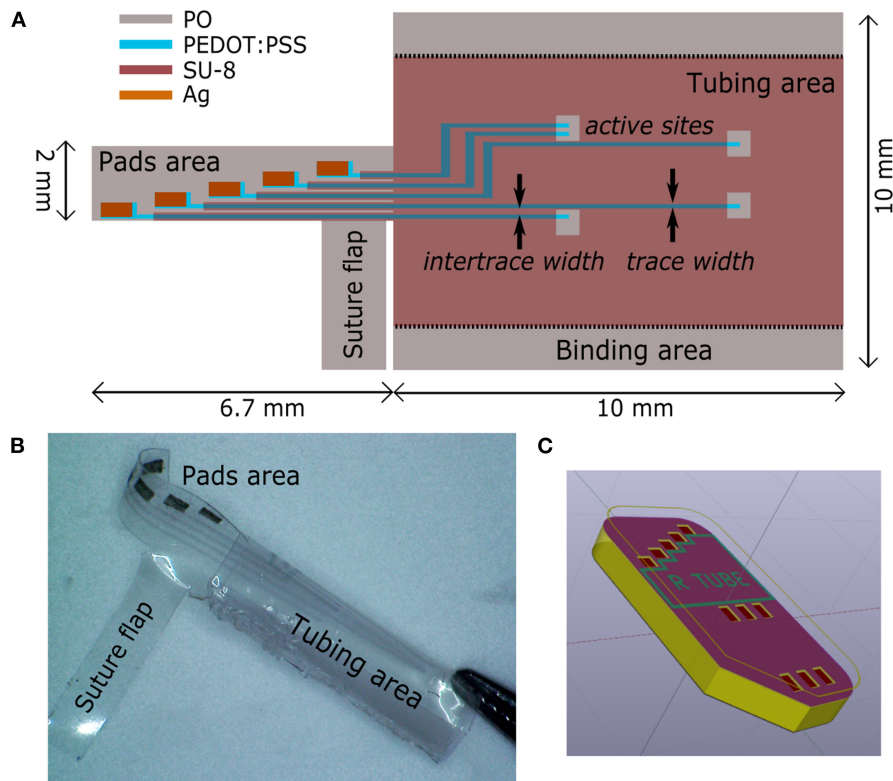 A
PO
PEDOT:PSS
SU-8
Ag
Tubing area
active sites
Pads area
2 mm
10 mm
intertrace width
trace width
Suture flap
Binding area
6.7 mm
10 mm
B
Pads area
Suture flap
Tubing area
C
R TUBE